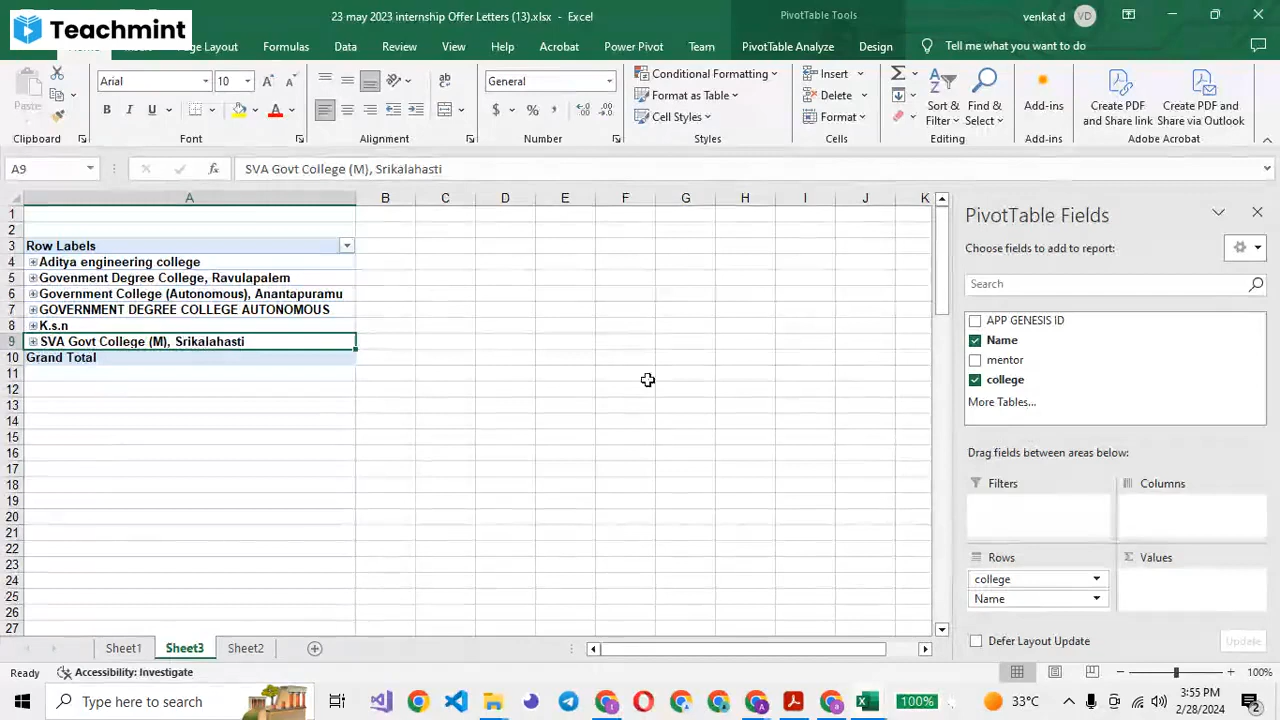 Teachmint
23 may 2023 internship Offer Letters (13).xlsx - Excel
PivotTable Tools
venkat d
VD
Page Layout
Formulas
Data
Review
View
Help
Acrobat
Power Pivot
Team
PivotTable Analyze
Design
Tell me what you want to do
Paste
Clipboard
Arial
10
B I U
Font
Alignment
General
$ % ,
Number
Conditional Formatting
Format as Table
Cell Styles
Styles
Insert
Delete
Format
Cells
Sort & Filter
Find & Select
Editing
Add-ins
Add-ins
Create PDF and Share link
Create PDF and Share via Outlook
Adobe Acrobat
A9
fx
SVA Govt College (M), Srikalahasti
A B C D E F G H I J K
1
2
3 Row Labels
4 Aditya engineering college
5 Govenment Degree College, Ravulapalem
6 Government College (Autonomous), Anantapuramu
7 GOVERNMENT DEGREE COLLEGE AUTONOMOUS
8 K.s.n
9 SVA Govt College (M), Srikalahasti
10 Grand Total
11
12
13
14
15
16
17
18
19
20
21
22
23
24
25
26
27
PivotTable Fields
Choose fields to add to report:
Search
APP GENESIS ID
Name
mentor
college
More Tables...
Drag fields between areas below:
Filters
Columns
Rows
Values
college
Name
Defer Layout Update
Update
Sheet1
Sheet3
Sheet2
Ready
Accessibility: Investigate
100%
Type here to search
100%
33°C
3:55 PM
2/28/2024
2